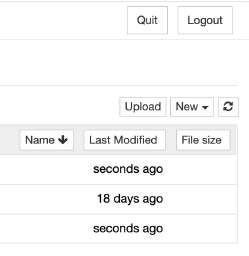 Quit Logout
Upload New
Name Last Modified File size
seconds ago
18 days ago
seconds ago